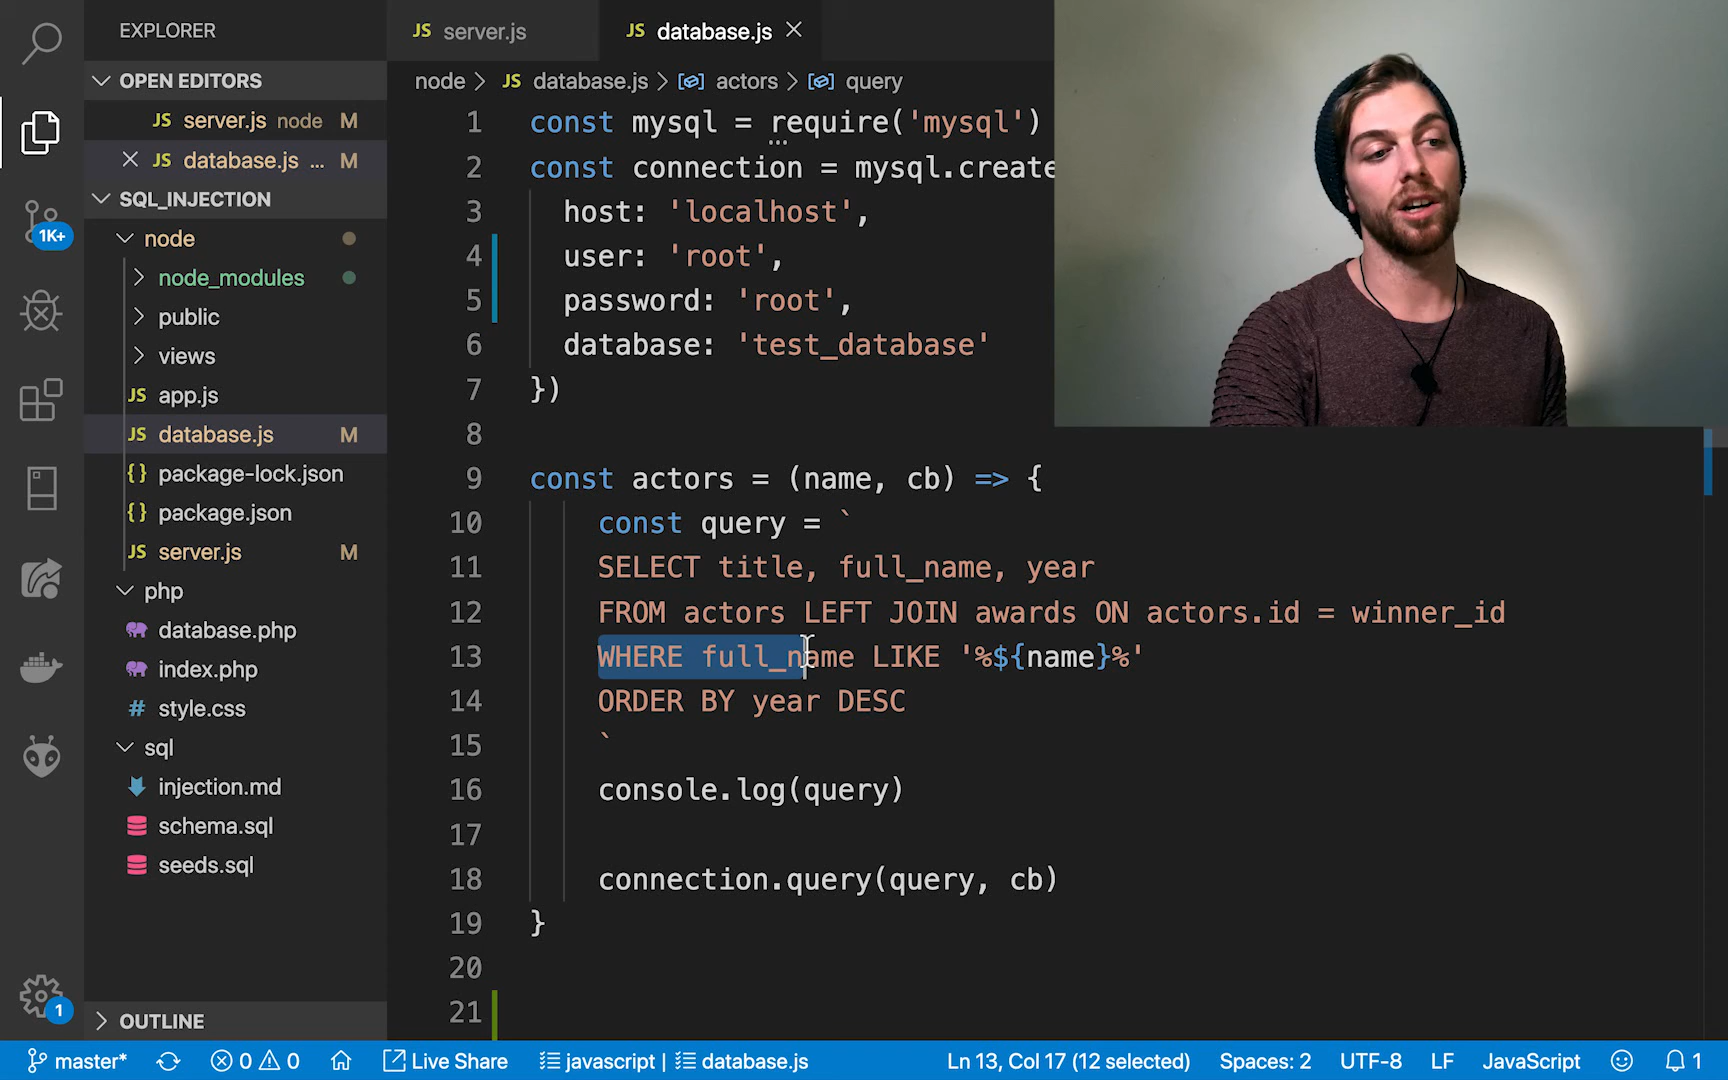 EXPLORER
OPEN EDITORS
JS server.js node M
JS database.js ... M
SQL_INJECTION
node
node_modules
public
views
JS app.js
JS database.js M
{} package-lock.json
{} package.json
JS server.js M
php
database.php
index.php
# style.css
sql
injection.md
schema.sql
seeds.sql
OUTLINE
1K+
1
JS server.js
JS database.js
node > JS database.js > actors > query
1 const mysql = require('mysql')
2 const connection = mysql.create
3 host: 'localhost',
4 user: 'root',
5 password: 'root',
6 database: 'test_database'
7 })
8
9 const actors = (name, cb) => {
10 const query = `
11 SELECT title, full_name, year
12 FROM actors LEFT JOIN awards ON actors.id = winner_id
13 WHERE full_name LIKE '%${name}%'
14 ORDER BY year DESC
15 `
16 console.log(query)
17
18 connection.query(query, cb)
19 }
20
21
master* 0 0 Live Share javascript | database.js Ln 13, Col 17 (12 selected) Spaces: 2 UTF-8 LF JavaScript 1